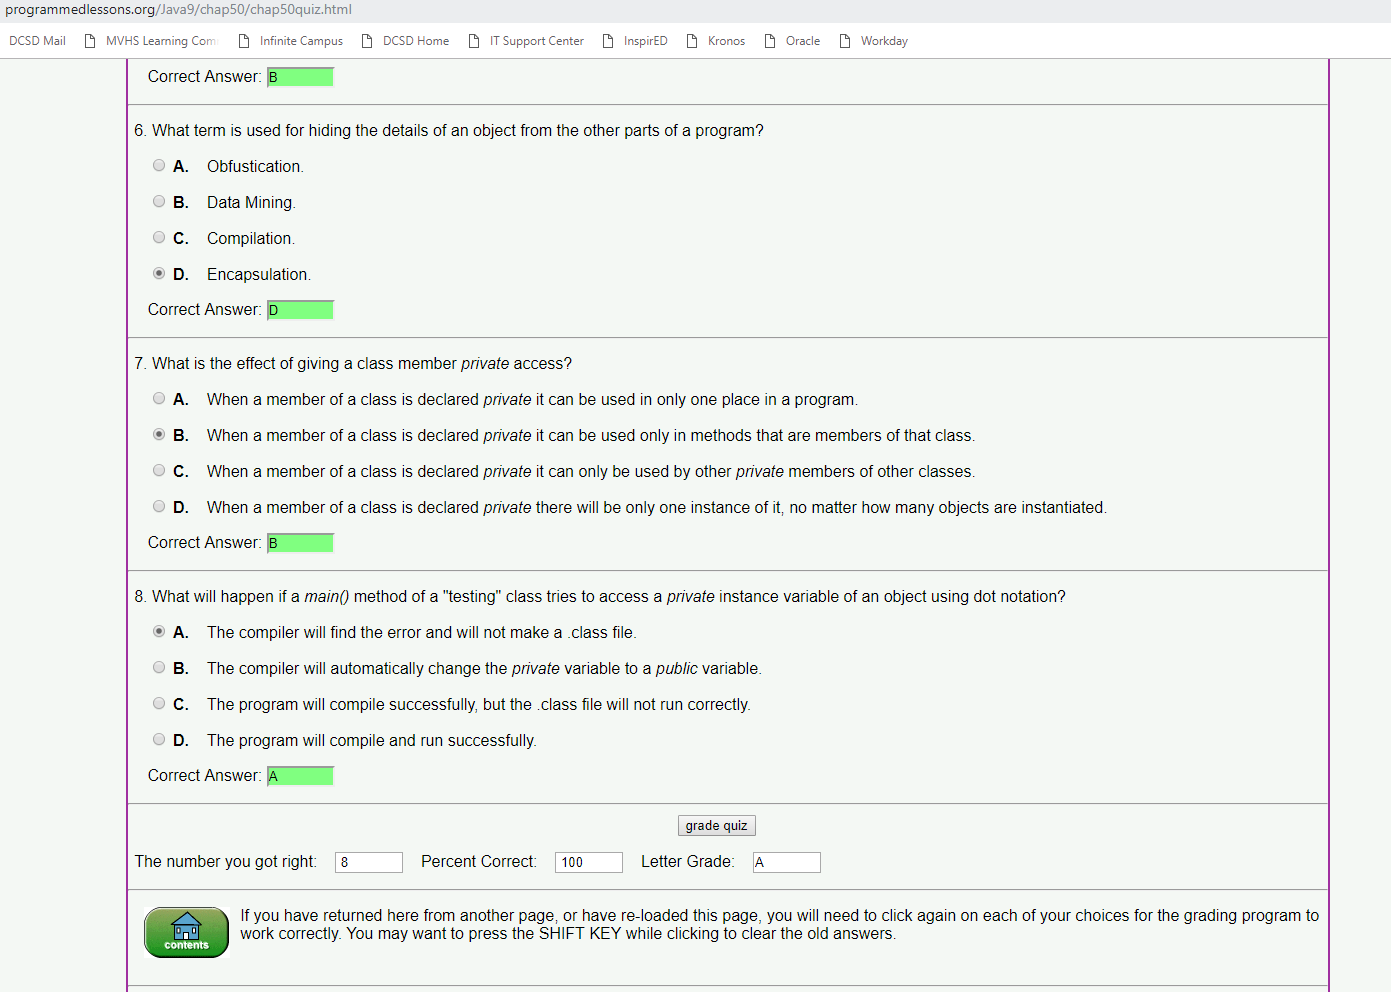 programmedlessons.org/Java9/chap50/chap50quiz.html
DCSD Mail MVHS Learning Com Infinite Campus DCSD Home IT Support Center InspirED Kronos Oracle Workday
Correct Answer: B
6. What term is used for hiding the details of an object from the other parts of a program?
A. Obfustication.
B. Data Mining.
C. Compilation.
D. Encapsulation.
Correct Answer: D
7. What is the effect of giving a class member private access?
A. When a member of a class is declared private it can be used in only one place in a program.
B. When a member of a class is declared private it can be used only in methods that are members of that class.
C. When a member of a class is declared private it can only be used by other private members of other classes.
D. When a member of a class is declared private there will be only one instance of it, no matter how many objects are instantiated.
Correct Answer: B
8. What will happen if a main() method of a "testing" class tries to access a private instance variable of an object using dot notation?
A. The compiler will find the error and will not make a .class file.
B. The compiler will automatically change the private variable to a public variable.
C. The program will compile successfully, but the .class file will not run correctly.
D. The program will compile and run successfully.
Correct Answer: A
grade quiz
The number you got right: 8 Percent Correct: 100 Letter Grade: A
contents
If you have returned here from another page, or have re-loaded this page, you will need to click again on each of your choices for the grading program to
work correctly. You may want to press the SHIFT KEY while clicking to clear the old answers.